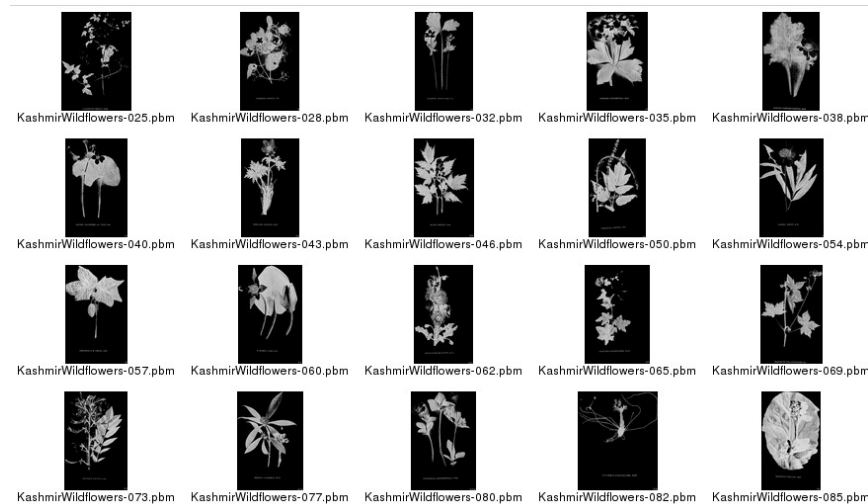 KashmirWildflowers-025.pbm KashmirWildflowers-028.pbm KashmirWildflowers-032.pbm KashmirWildflowers-035.pbm KashmirWildflowers-038.pbm
KashmirWildflowers-040.pbm KashmirWildflowers-043.pbm KashmirWildflowers-046.pbm KashmirWildflowers-050.pbm KashmirWildflowers-054.pbm
KashmirWildflowers-057.pbm KashmirWildflowers-060.pbm KashmirWildflowers-062.pbm KashmirWildflowers-065.pbm KashmirWildflowers-069.pbm
KashmirWildflowers-073.pbm KashmirWildflowers-077.pbm KashmirWildflowers-080.pbm KashmirWildflowers-082.pbm KashmirWildflowers-085.pbm